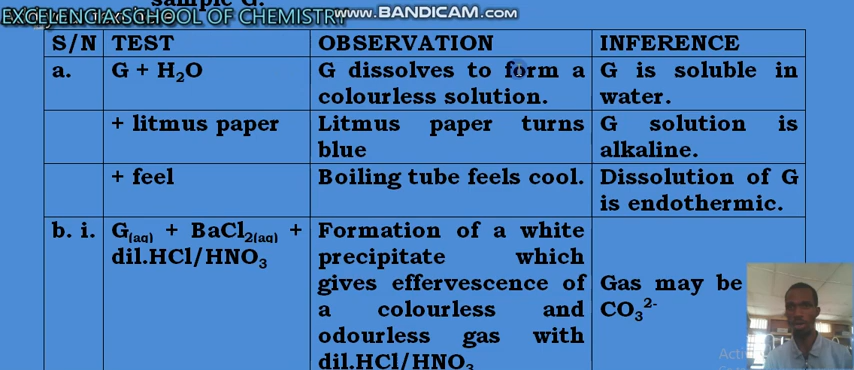 sample G.
EXCELENCIA SCHOOL OF CHEMISTRY
www.BANDICAM.com
S/N TEST OBSERVATION INFERENCE
a. G + H₂O G dissolves to form a G is soluble in
colourless solution. water.
+ litmus paper Litmus paper turns G solution is
blue alkaline.
+ feel Boiling tube feels cool. Dissolution of G
is endothermic.
b. i. G(aq) + BaCl₂(aq) + Formation of a white
dil.HCl/HNO₃ precipitate which
gives effervescence of Gas may be
a colourless and CO₃²⁻
odourless gas with
dil.HCl/HNO₃